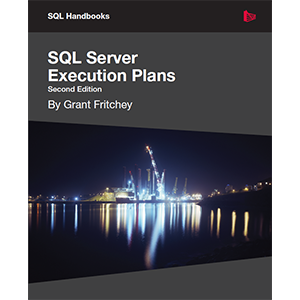 SQL Handbooks
SQL Server
Execution Plans
Second Edition
By Grant Fritchey